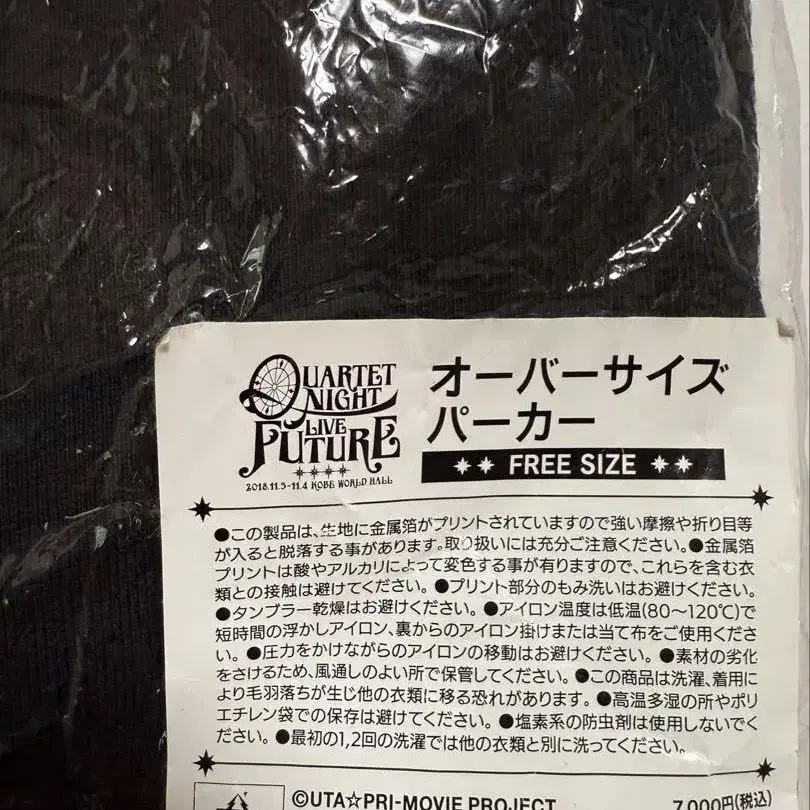 QUARTET
NIGHT
LIVE
FUTURE
2018.11.3-11.4 KOBE WORLD HALL
オーバーサイズ
パーカー
FREE SIZE
●この製品は、生地に金属箔がプリントされていますので強い摩擦や折り目等
が入ると脱落する事があります。取り扱いには充分ご注意ください。●金属箔
プリントは酸やアルカリによって変色する事が有りますので、これらを含む衣
類との接触は避けてください。●プリント部分のもみ洗いはお避けください。
●タンブラー乾燥はお避けください。●アイロン温度は低温(80〜120℃)で
短時間の浮かしアイロン、裏からのアイロン掛けまたは当て布をご使用くださ
い。●圧力をかけながらのアイロンの移動はお避けください。●素材の劣化
をさけるため、風通しのよい所で保管してください。●この商品は洗濯、着用に
より毛羽落ちが生じ他の衣類に移る恐れがあります。●高温多湿の所やポリ
エチレン袋での保存は避けてください。●塩素系の防虫剤は使用しないでく
ださい。●最初の1,2回の洗濯では他の衣類と別に洗ってください。
©UTA☆PRI-MOVIE PROJECT
7,000円(税込)